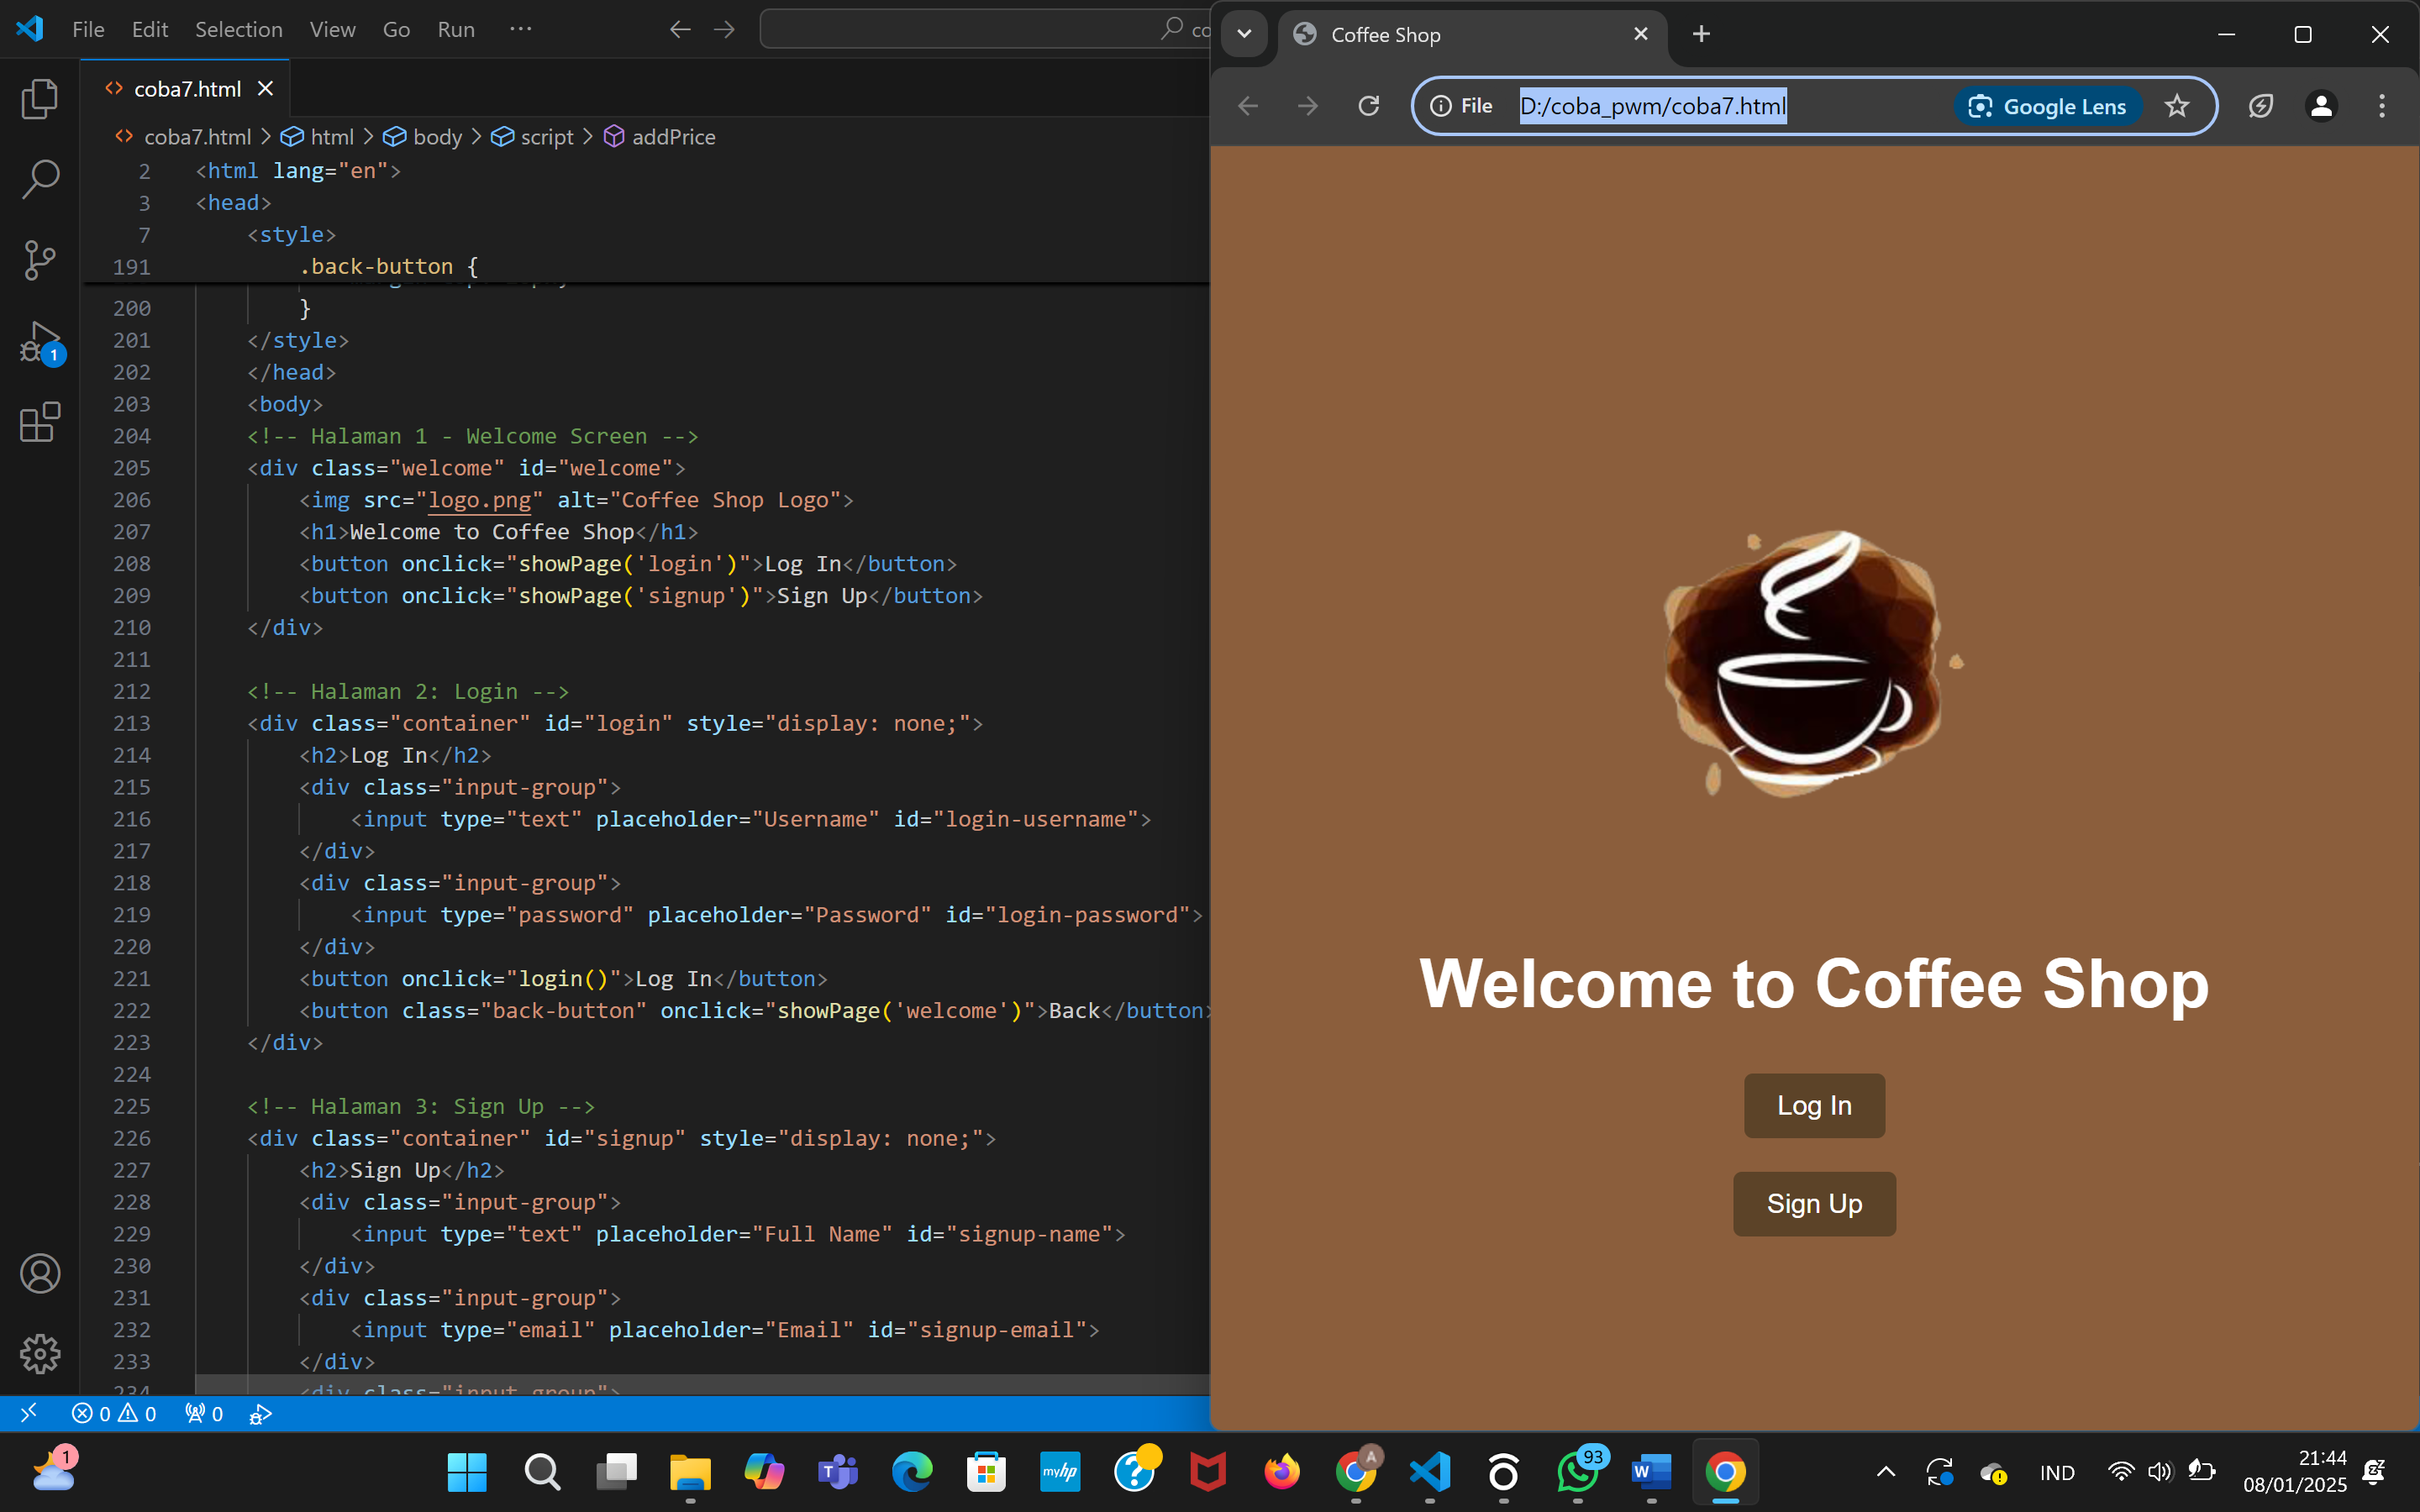 File Edit Selection View Go Run ···
co
coba7.html
coba7.html > html > body > script > addPrice
2 <html lang="en">
3 <head>
7 <style>
191 .back-button {
200 }
201 </style>
202 </head>
203 <body>
204 <!-- Halaman 1 - Welcome Screen -->
205 <div class="welcome" id="welcome">
206 <img src="logo.png" alt="Coffee Shop Logo">
207 <h1>Welcome to Coffee Shop</h1>
208 <button onclick="showPage('login')">Log In</button>
209 <button onclick="showPage('signup')">Sign Up</button>
210 </div>
211
212 <!-- Halaman 2: Login -->
213 <div class="container" id="login" style="display: none;">
214 <h2>Log In</h2>
215 <div class="input-group">
216 <input type="text" placeholder="Username" id="login-username">
217 </div>
218 <div class="input-group">
219 <input type="password" placeholder="Password" id="login-password">
220 </div>
221 <button onclick="login()">Log In</button>
222 <button class="back-button" onclick="showPage('welcome')">Back</button>
223 </div>
224
225 <!-- Halaman 3: Sign Up -->
226 <div class="container" id="signup" style="display: none;">
227 <h2>Sign Up</h2>
228 <div class="input-group">
229 <input type="text" placeholder="Full Name" id="signup-name">
230 </div>
231 <div class="input-group">
232 <input type="email" placeholder="Email" id="signup-email">
233 </div>
234 <div class="input-group">
1
0 0 0
Coffee Shop
File D:/coba_pwm/coba7.html Google Lens
Welcome to Coffee Shop
Log In
Sign Up
1
T
myhp
?
A
93
W
IND
21:44
08/01/2025